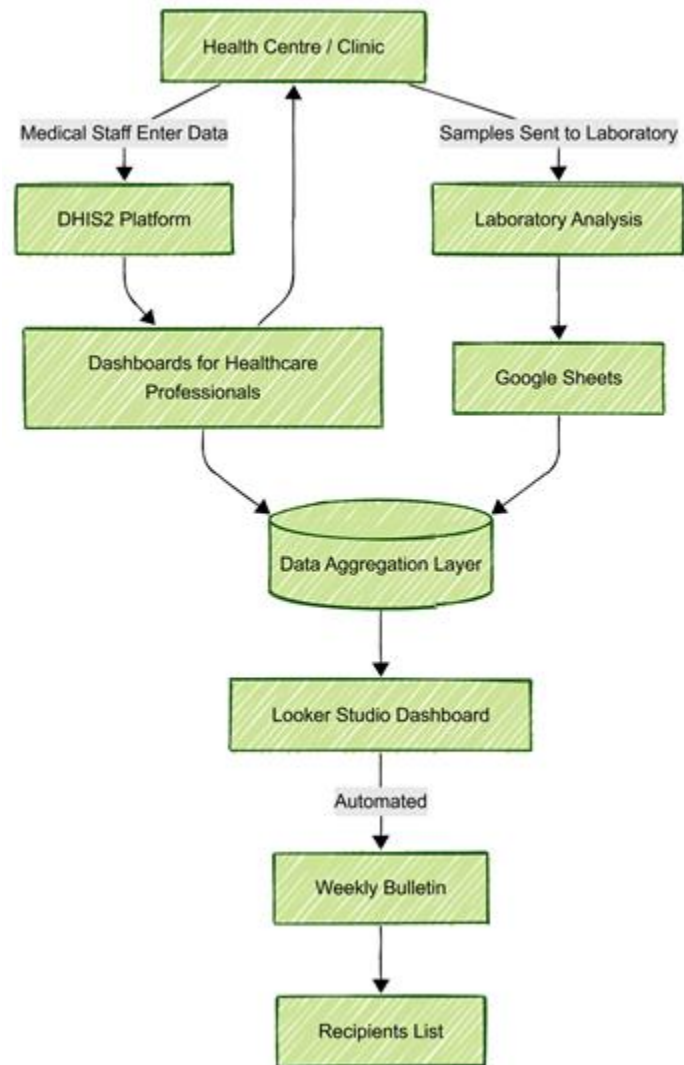 Health Centre / Clinic
Medical Staff Enter Data
Samples Sent to Laboratory
DHIS2 Platform
Laboratory Analysis
Dashboards for Healthcare
Professionals
Google Sheets
Data Aggregation Layer
Looker Studio Dashboard
Automated
Weekly Bulletin
Recipients List